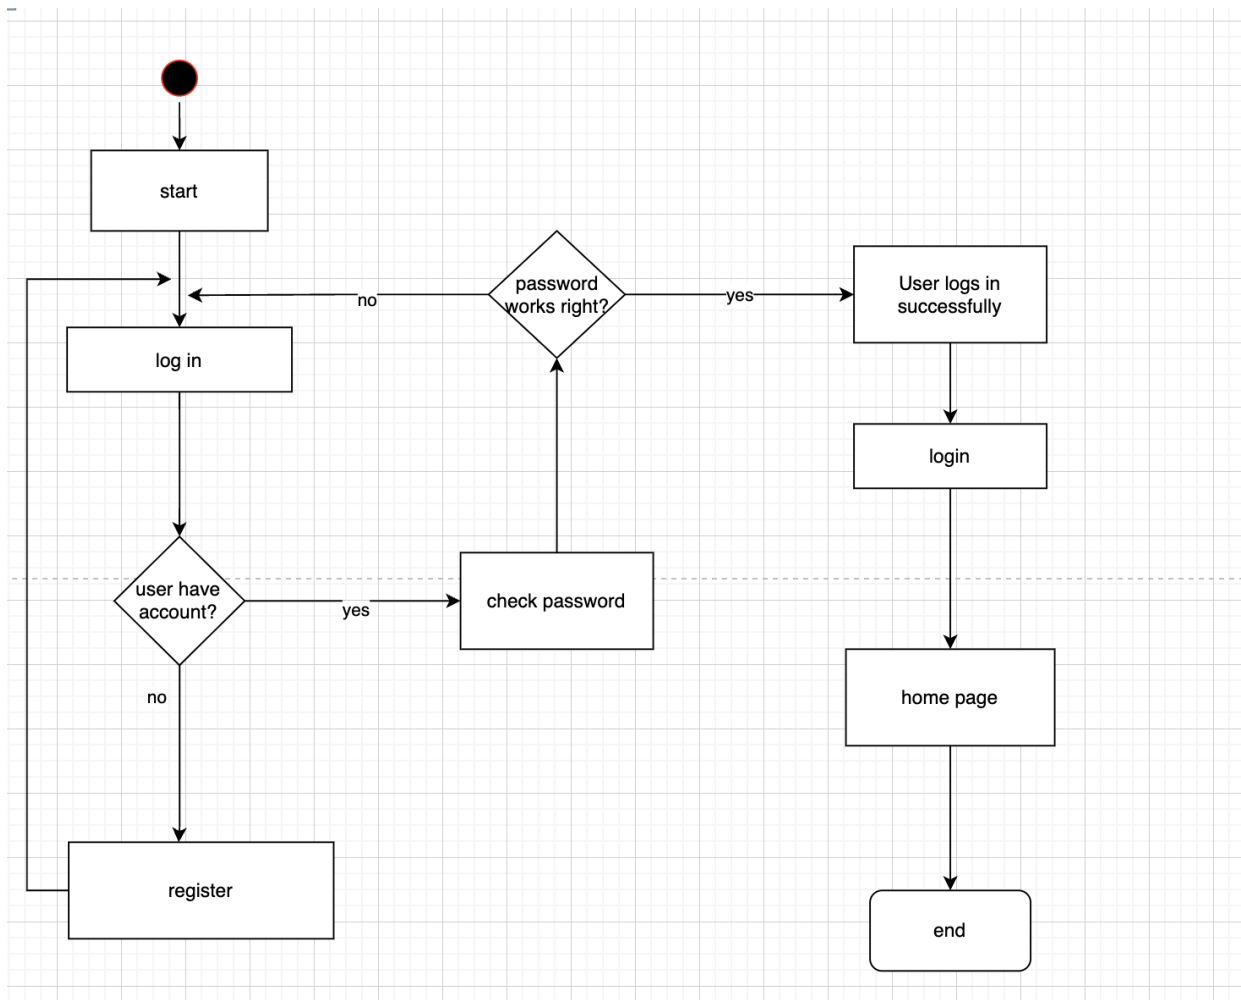 start
password
works right?
no
yes
User logs in
successfully
log in
login
user have
account?
yes
check password
no
home page
register
end